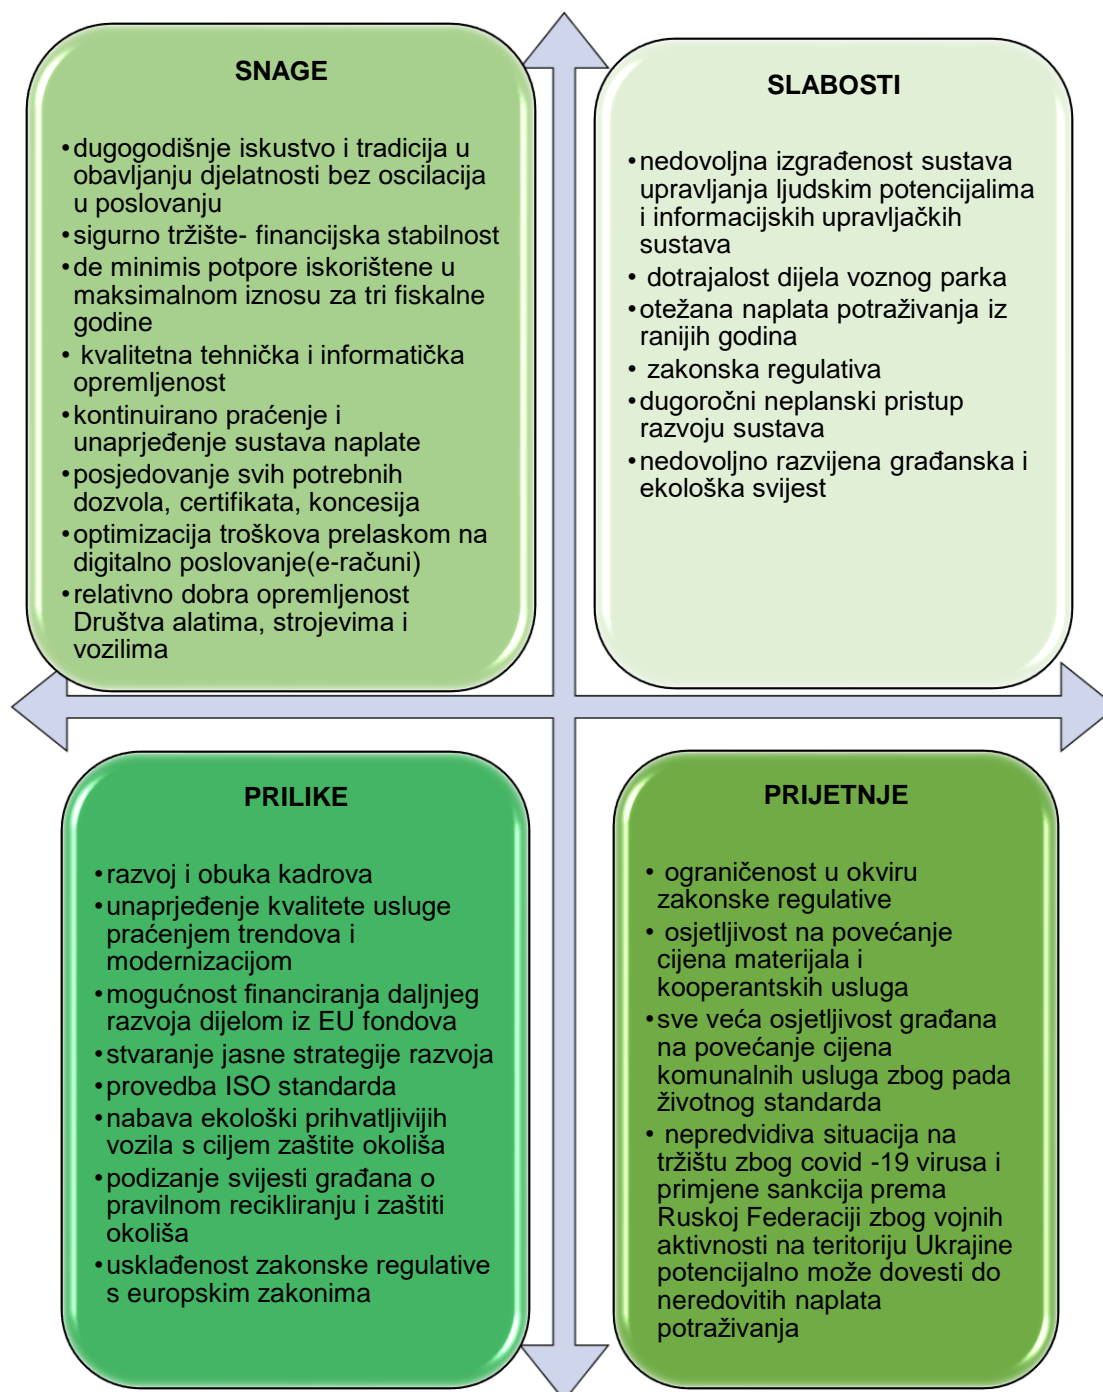 SNAGE
•dugogodišnje iskustvo i tradicija u
obavljanju djelatnosti bez oscilacija
u poslovanju
•sigurno tržište- financijska stabilnost
•de minimis potpore iskorištene u
maksimalnom iznosu za tri fiskalne
godine
• kvalitetna tehnička i informatička
opremljenost
•kontinuirano praćenje i
unaprjeđenje sustava naplate
•posjedovanje svih potrebnih
dozvola, certifikata, koncesija
•optimizacija troškova prelaskom na
digitalno poslovanje(e-računi)
•relativno dobra opremljenost
Društva alatima, strojevima i
vozilima
SLABOSTI
•nedovoljna izgrađenost sustava
upravljanja ljudskim potencijalima
i informacijskih upravljačkih
sustava
• dotrajalost dijela voznog parka
•otežana naplata potraživanja iz
ranijih godina
• zakonska regulativa
•dugoročni neplanski pristup
razvoju sustava
•nedovoljno razvijena građanska i
ekološka svijest
PRILIKE
•razvoj i obuka kadrova
•unaprjeđenje kvalitete usluge
praćenjem trendova i
modernizacijom
•mogućnost financiranja daljnjeg
razvoja dijelom iz EU fondova
•stvaranje jasne strategije razvoja
•provedba ISO standarda
•nabava ekološki prihvatljivijih
vozila s ciljem zaštite okoliša
•podizanje svijesti građana o
pravilnom recikliranju i zaštiti
okoliša
•usklađenost zakonske regulative
s europskim zakonima
PRIJETNJE
• ograničenost u okviru
zakonske regulative
• osjetljivost na povećanje
cijena materijala i
kooperantskih usluga
•sve veća osjetljivost građana
na povećanje cijena
komunalnih usluga zbog pada
životnog standarda
• nepredvidiva situacija na
tržištu zbog covid -19 virusa i
primjene sankcija prema
Ruskoj Federaciji zbog vojnih
aktivnosti na teritoriju Ukrajine
potencijalno može dovesti do
neredovitih naplata
potraživanja